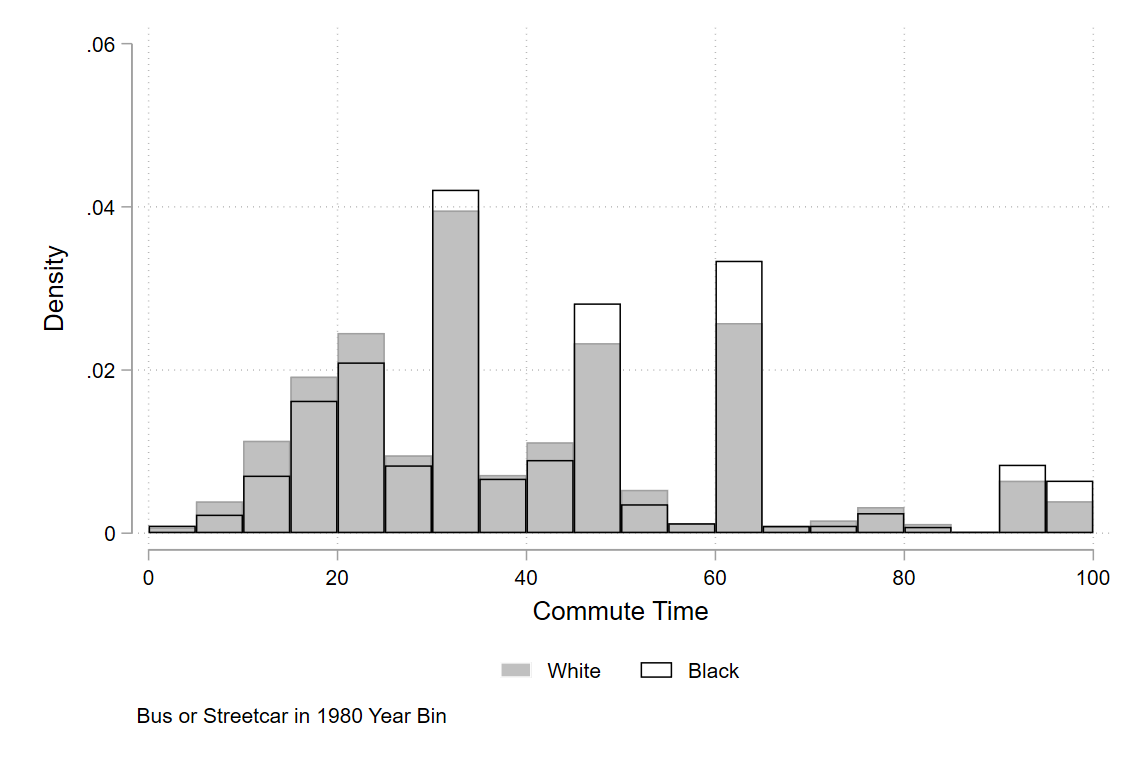 .06
.04
.02
0
Density
0 20 40 60 80 100
Commute Time
White Black
Bus or Streetcar in 1980 Year Bin